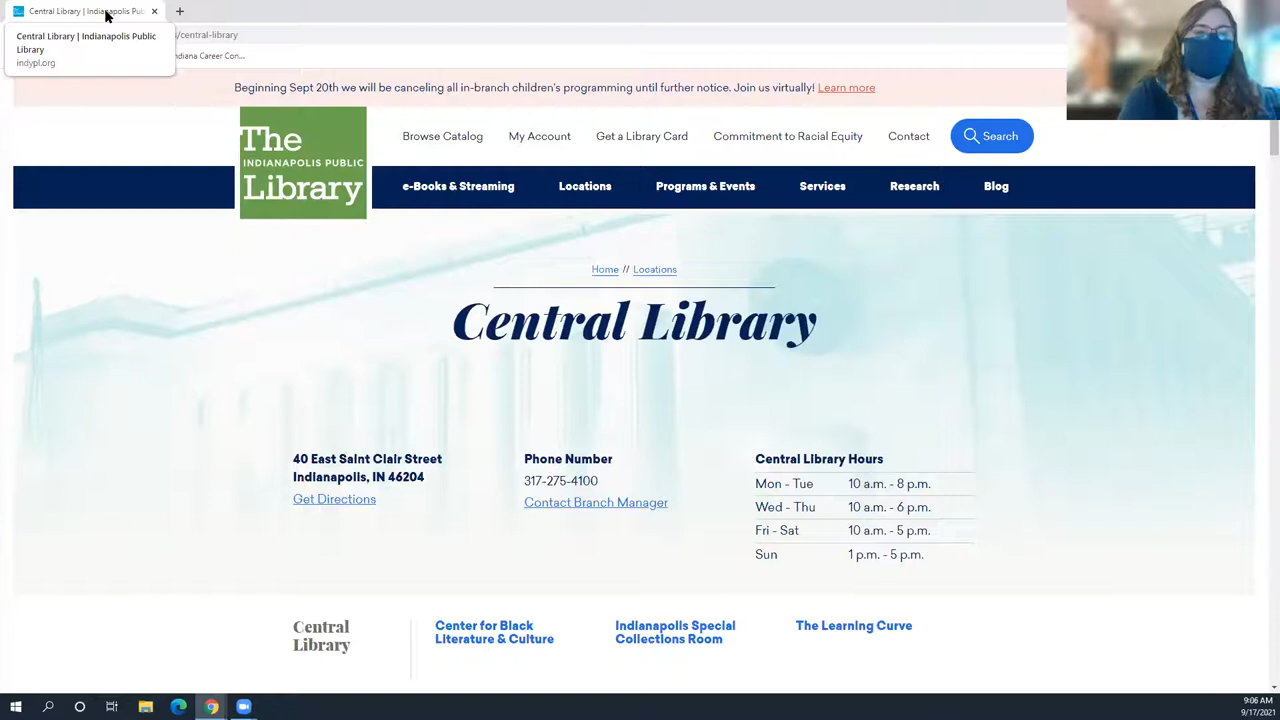 Central Library | Indianapolis Pub
Central Library | Indianapolis Public
Library
indypl.org
/central-library
ndiana Career Con...
Beginning Sept 20th we will be canceling all in-branch children's programming until further notice. Join us virtually! Learn more
The
INDIANAPOLIS PUBLIC
Library
Browse Catalog My Account Get a Library Card Commitment to Racial Equity Contact Search
e-Books & Streaming Locations Programs & Events Services Research Blog
Home // Locations
Central Library
40 East Saint Clair Street
Indianapolis, IN 46204
Get Directions
Phone Number
317-275-4100
Contact Branch Manager
Central Library Hours
Mon - Tue 10 a.m. - 8 p.m.
Wed - Thu 10 a.m. - 6 p.m.
Fri - Sat 10 a.m. - 5 p.m.
Sun 1 p.m. - 5 p.m.
Central
Library
Center for Black
Literature & Culture
Indianapolis Special
Collections Room
The Learning Curve
9:06 AM
9/17/2021